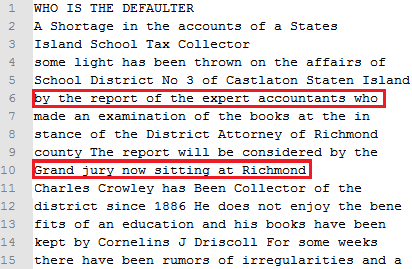 1 WHO IS THE DEFAULTER
2 A Shortage in the accounts of a States
3 Island School Tax Collector
4 some light has been thrown on the affairs of
5 School District No 3 of Castlaton Staten Island
6 by the report of the expert accountants who
7 made an examination of the books at the in
8 stance of the District Attorney of Richmond
9 county The report will be considered by the
10 Grand jury now sitting at Richmond
11 Charles Crowley has Been Collector of the
12 district since 1886 He does not enjoy the bene
13 fits of an education and his books have been
14 kept by Cornelins J Driscoll For some weeks
15 there have been rumors of irregularities and a